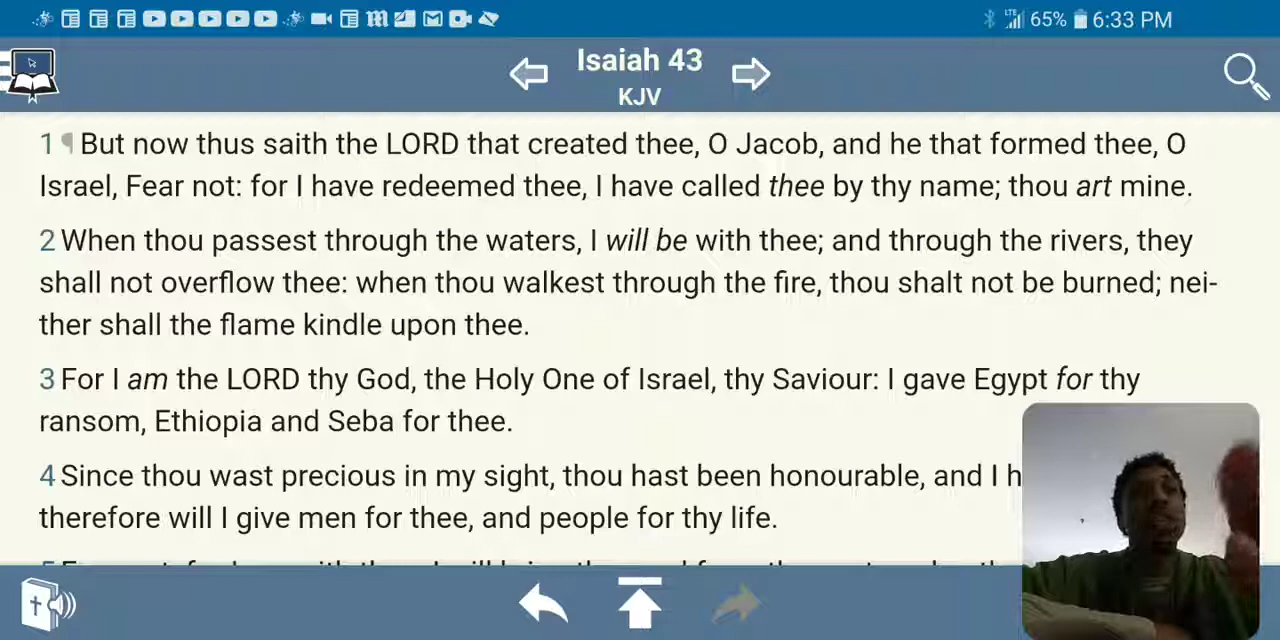 LTE 65% 6:33 PM
Isaiah 43
KJV
1 ¶ But now thus saith the LORD that created thee, O Jacob, and he that formed thee, O
Israel, Fear not: for I have redeemed thee, I have called thee by thy name; thou art mine.
2 When thou passest through the waters, I will be with thee; and through the rivers, they
shall not overflow thee: when thou walkest through the fire, thou shalt not be burned; nei-
ther shall the flame kindle upon thee.
3 For I am the LORD thy God, the Holy One of Israel, thy Saviour: I gave Egypt for thy
ransom, Ethiopia and Seba for thee.
4 Since thou wast precious in my sight, thou hast been honourable, and I h
therefore will I give men for thee, and people for thy life.